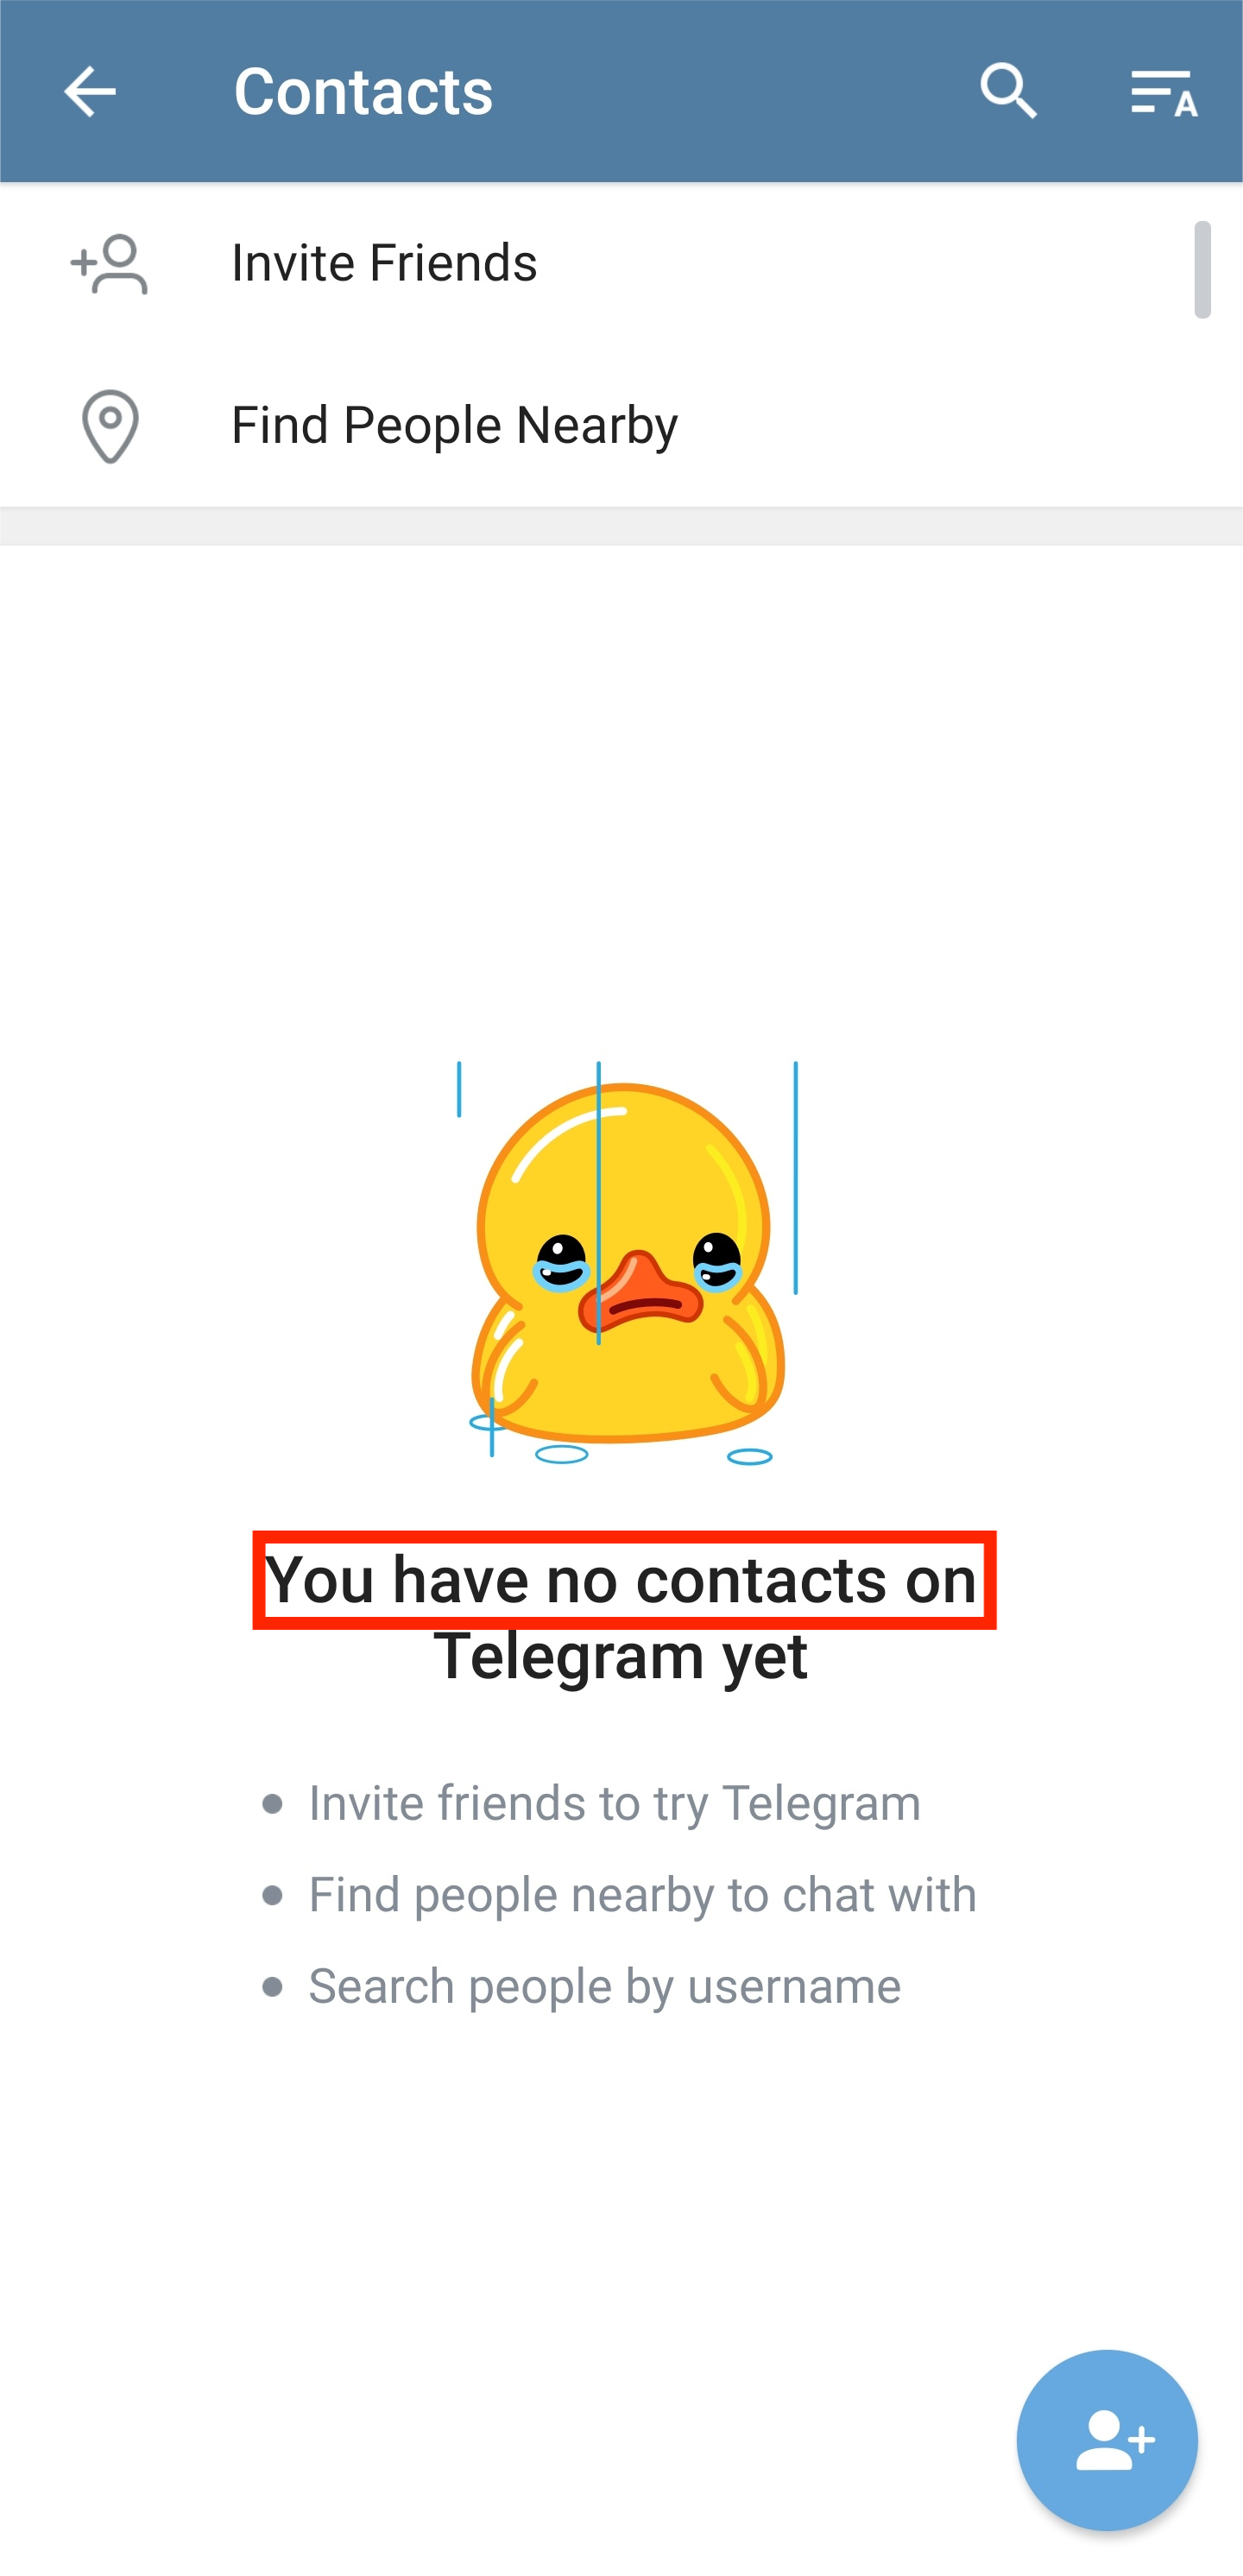 Contacts
Invite Friends
Find People Nearby
You have no contacts on
Telegram yet
• Invite friends to try Telegram
• Find people nearby to chat with
• Search people by username